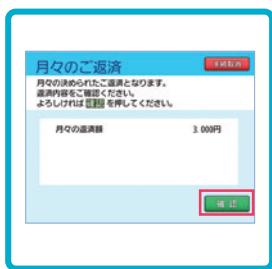 月々のご返済
手続取消
月々の決められたご返済となります。
返済内容をご確認ください。
よろしければ 確認 を押してください。
月々の返済額 3,000円
確認